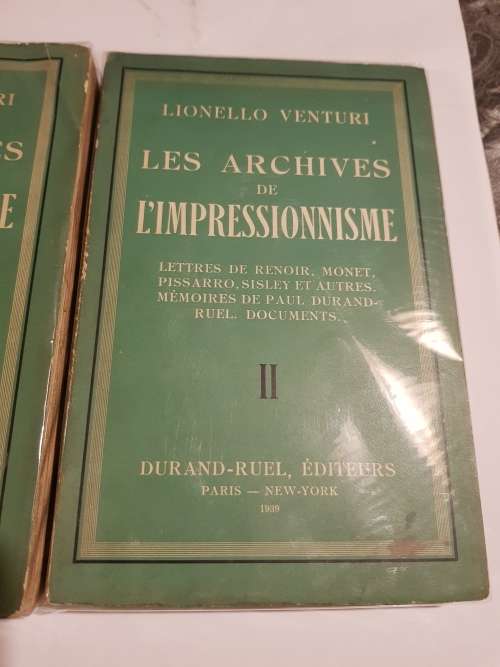 LIONELLO VENTURI
LES ARCHIVES
DE
L'IMPRESSIONNISME
LETTRES DE RENOIR, MONET,
PISSARRO, SISLEY ET AUTRES.
MÉMOIRES DE PAUL DURAND-
RUEL. DOCUMENTS.
II
DURAND-RUEL, ÉDITEURS
PARIS — NEW-YORK
1939